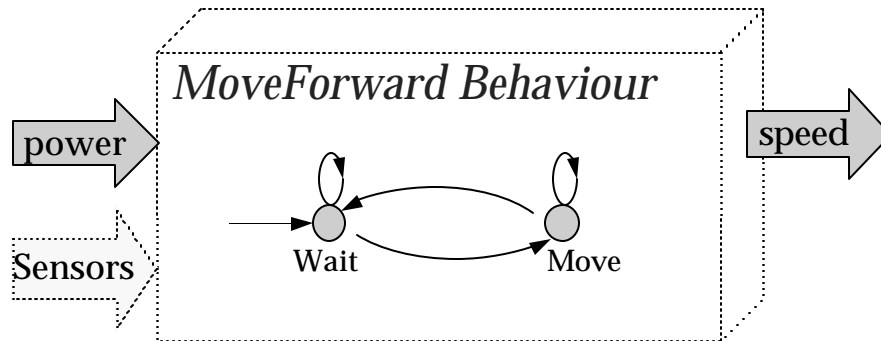 MoveForward Behaviour
power
speed
Sensors
Wait
Move